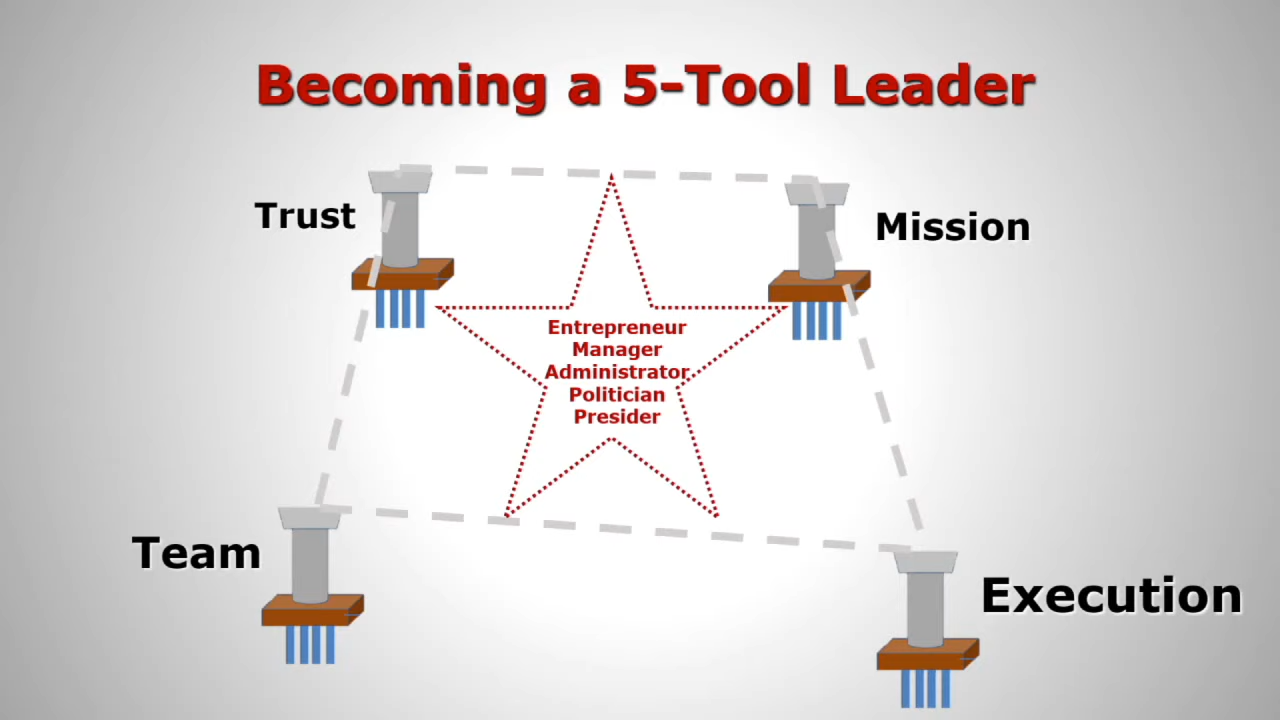 Becoming a 5-Tool Leader
Trust
Mission
Entrepreneur
Manager
Administrator
Politician
Presider
Team
Execution